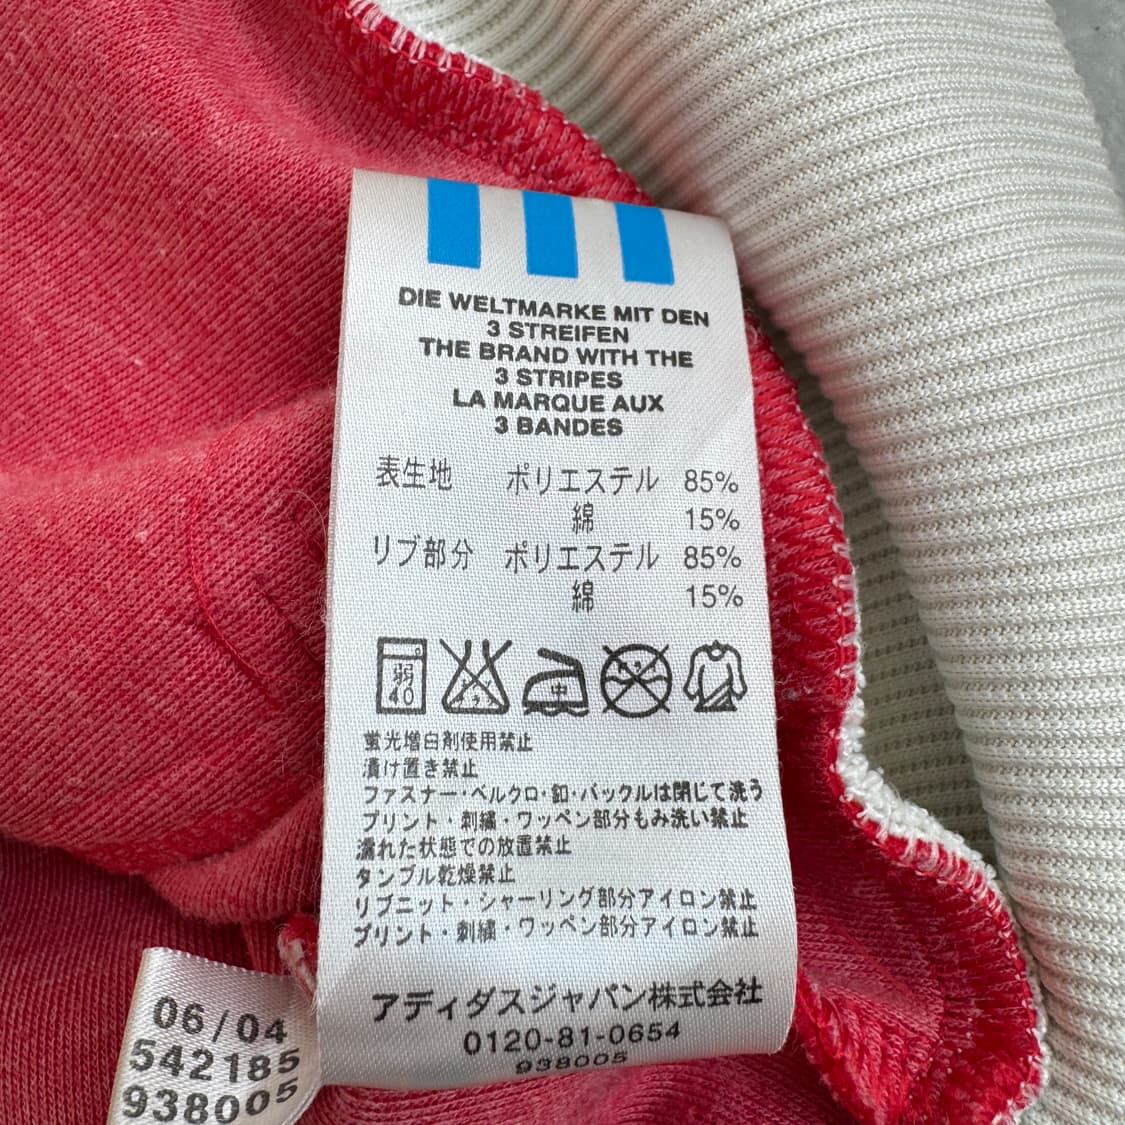 DIE WELTMARKE MIT DEN
3 STREIFEN
THE BRAND WITH THE
3 STRIPES
LA MARQUE AUX
3 BANDES
表生地 ポリエステル 85%
綿 15%
リブ部分 ポリエステル 85%
綿 15%
弱
40
中
蛍光増白剤使用禁止
漬け置き禁止
ファスナー・ベルクロ・釦・バックルは閉じて洗う
プリント・刺繍・ワッペン部分もみ洗い禁止
濡れた状態での放置禁止
タンブル乾燥禁止
リブニット・シャーリング部分アイロン禁止
プリント・刺繍・ワッペン部分アイロン禁止
アディダスジャパン株式会社
0120-81-0654
938005
06/04
542185
938005